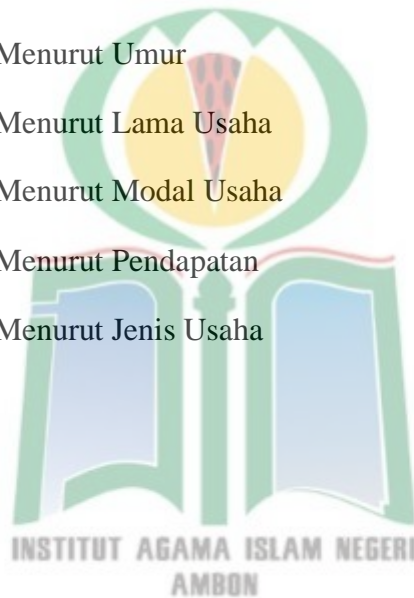 Menurut Umur
Menurut Lama Usaha
Menurut Modal Usaha
Menurut Pendapatan
Menurut Jenis Usaha
INSTITUT AGAMA ISLAM NEGERI
AMBON